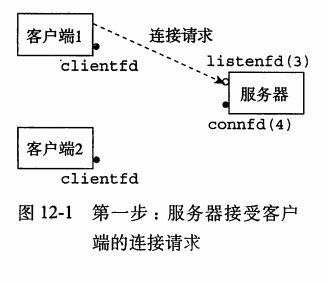 客户端1
连接请求
clientfd
listenfd(3)
服务器
connfd(4)
客户端2
clientfd
图 12-1 第一步：服务器接受客户
端的连接请求